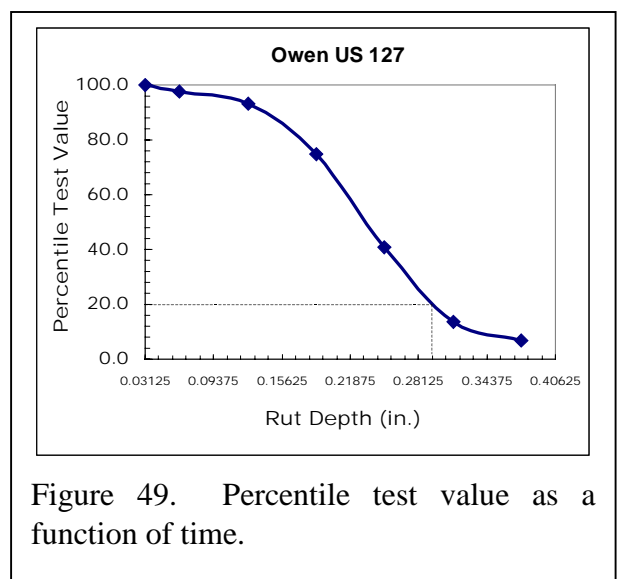 Owen US 127
100.0
80.0
60.0
40.0
20.0
0.0
Percentile Test Value
0.03125 0.09375 0.15625 0.21875 0.28125 0.34375 0.40625
Rut Depth (in.)
Figure 49. Percentile test value as a
function of time.